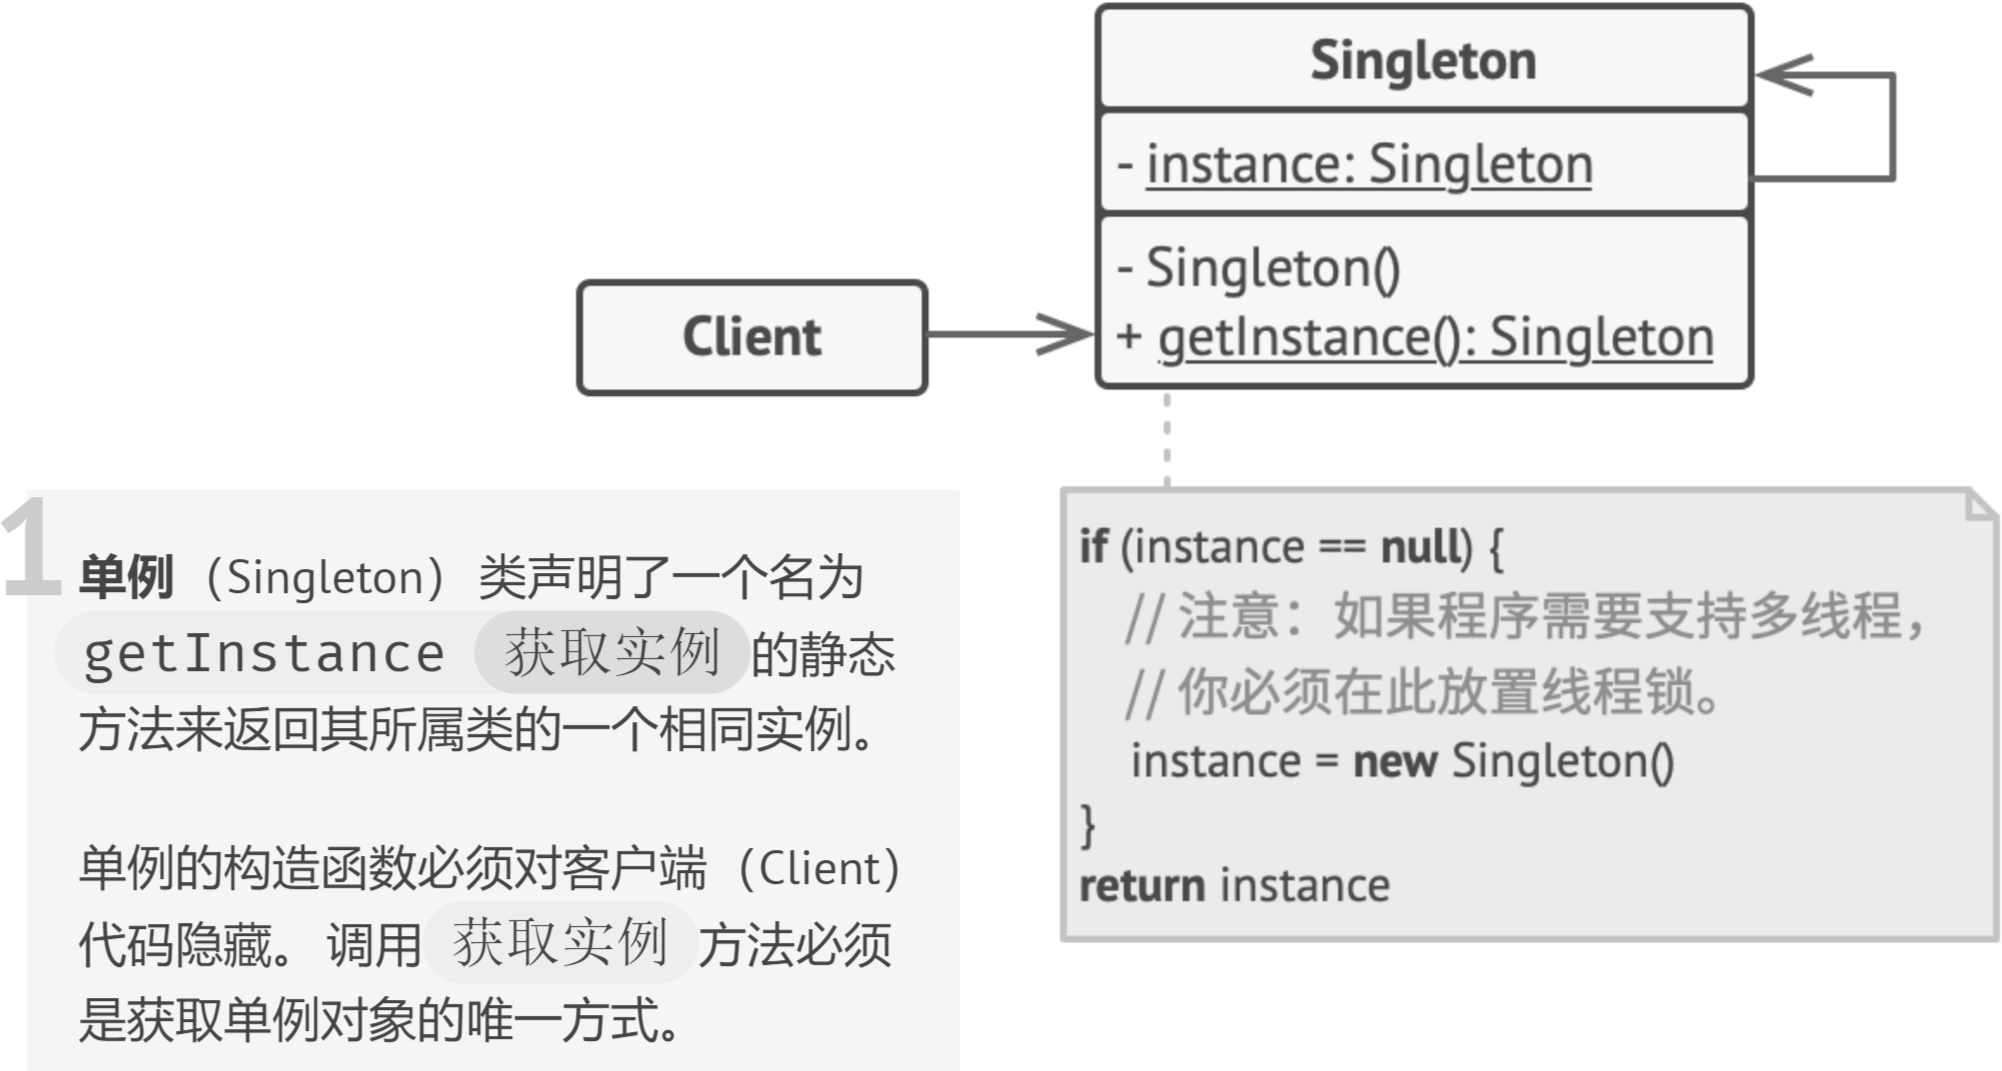 Singleton
- instance: Singleton
- Singleton()
+ getInstance(): Singleton
Client
1
单例（Singleton） 类声明了一个名为
getInstance 获取实例 的静态
方法来返回其所属类的一个相同实例。
单例的构造函数必须对客户端（Client）
代码隐藏。 调用 获取实例 方法必须
是获取单例对象的唯一方式。
if (instance == null) {
// 注意：如果程序需要支持多线程，
// 你必须在此放置线程锁。
instance = new Singleton()
}
return instance